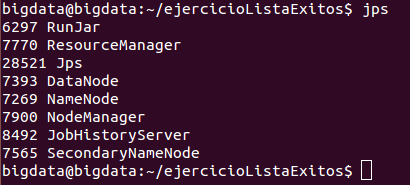 bigdata@bigdata:~/ejercicioListaExitos$ jps
6297 RunJar
7770 ResourceManager
28521 Jps
7393 DataNode
7269 NameNode
7900 NodeManager
8492 JobHistoryServer
7565 SecondaryNameNode
bigdata@bigdata:~/ejercicioListaExitos$